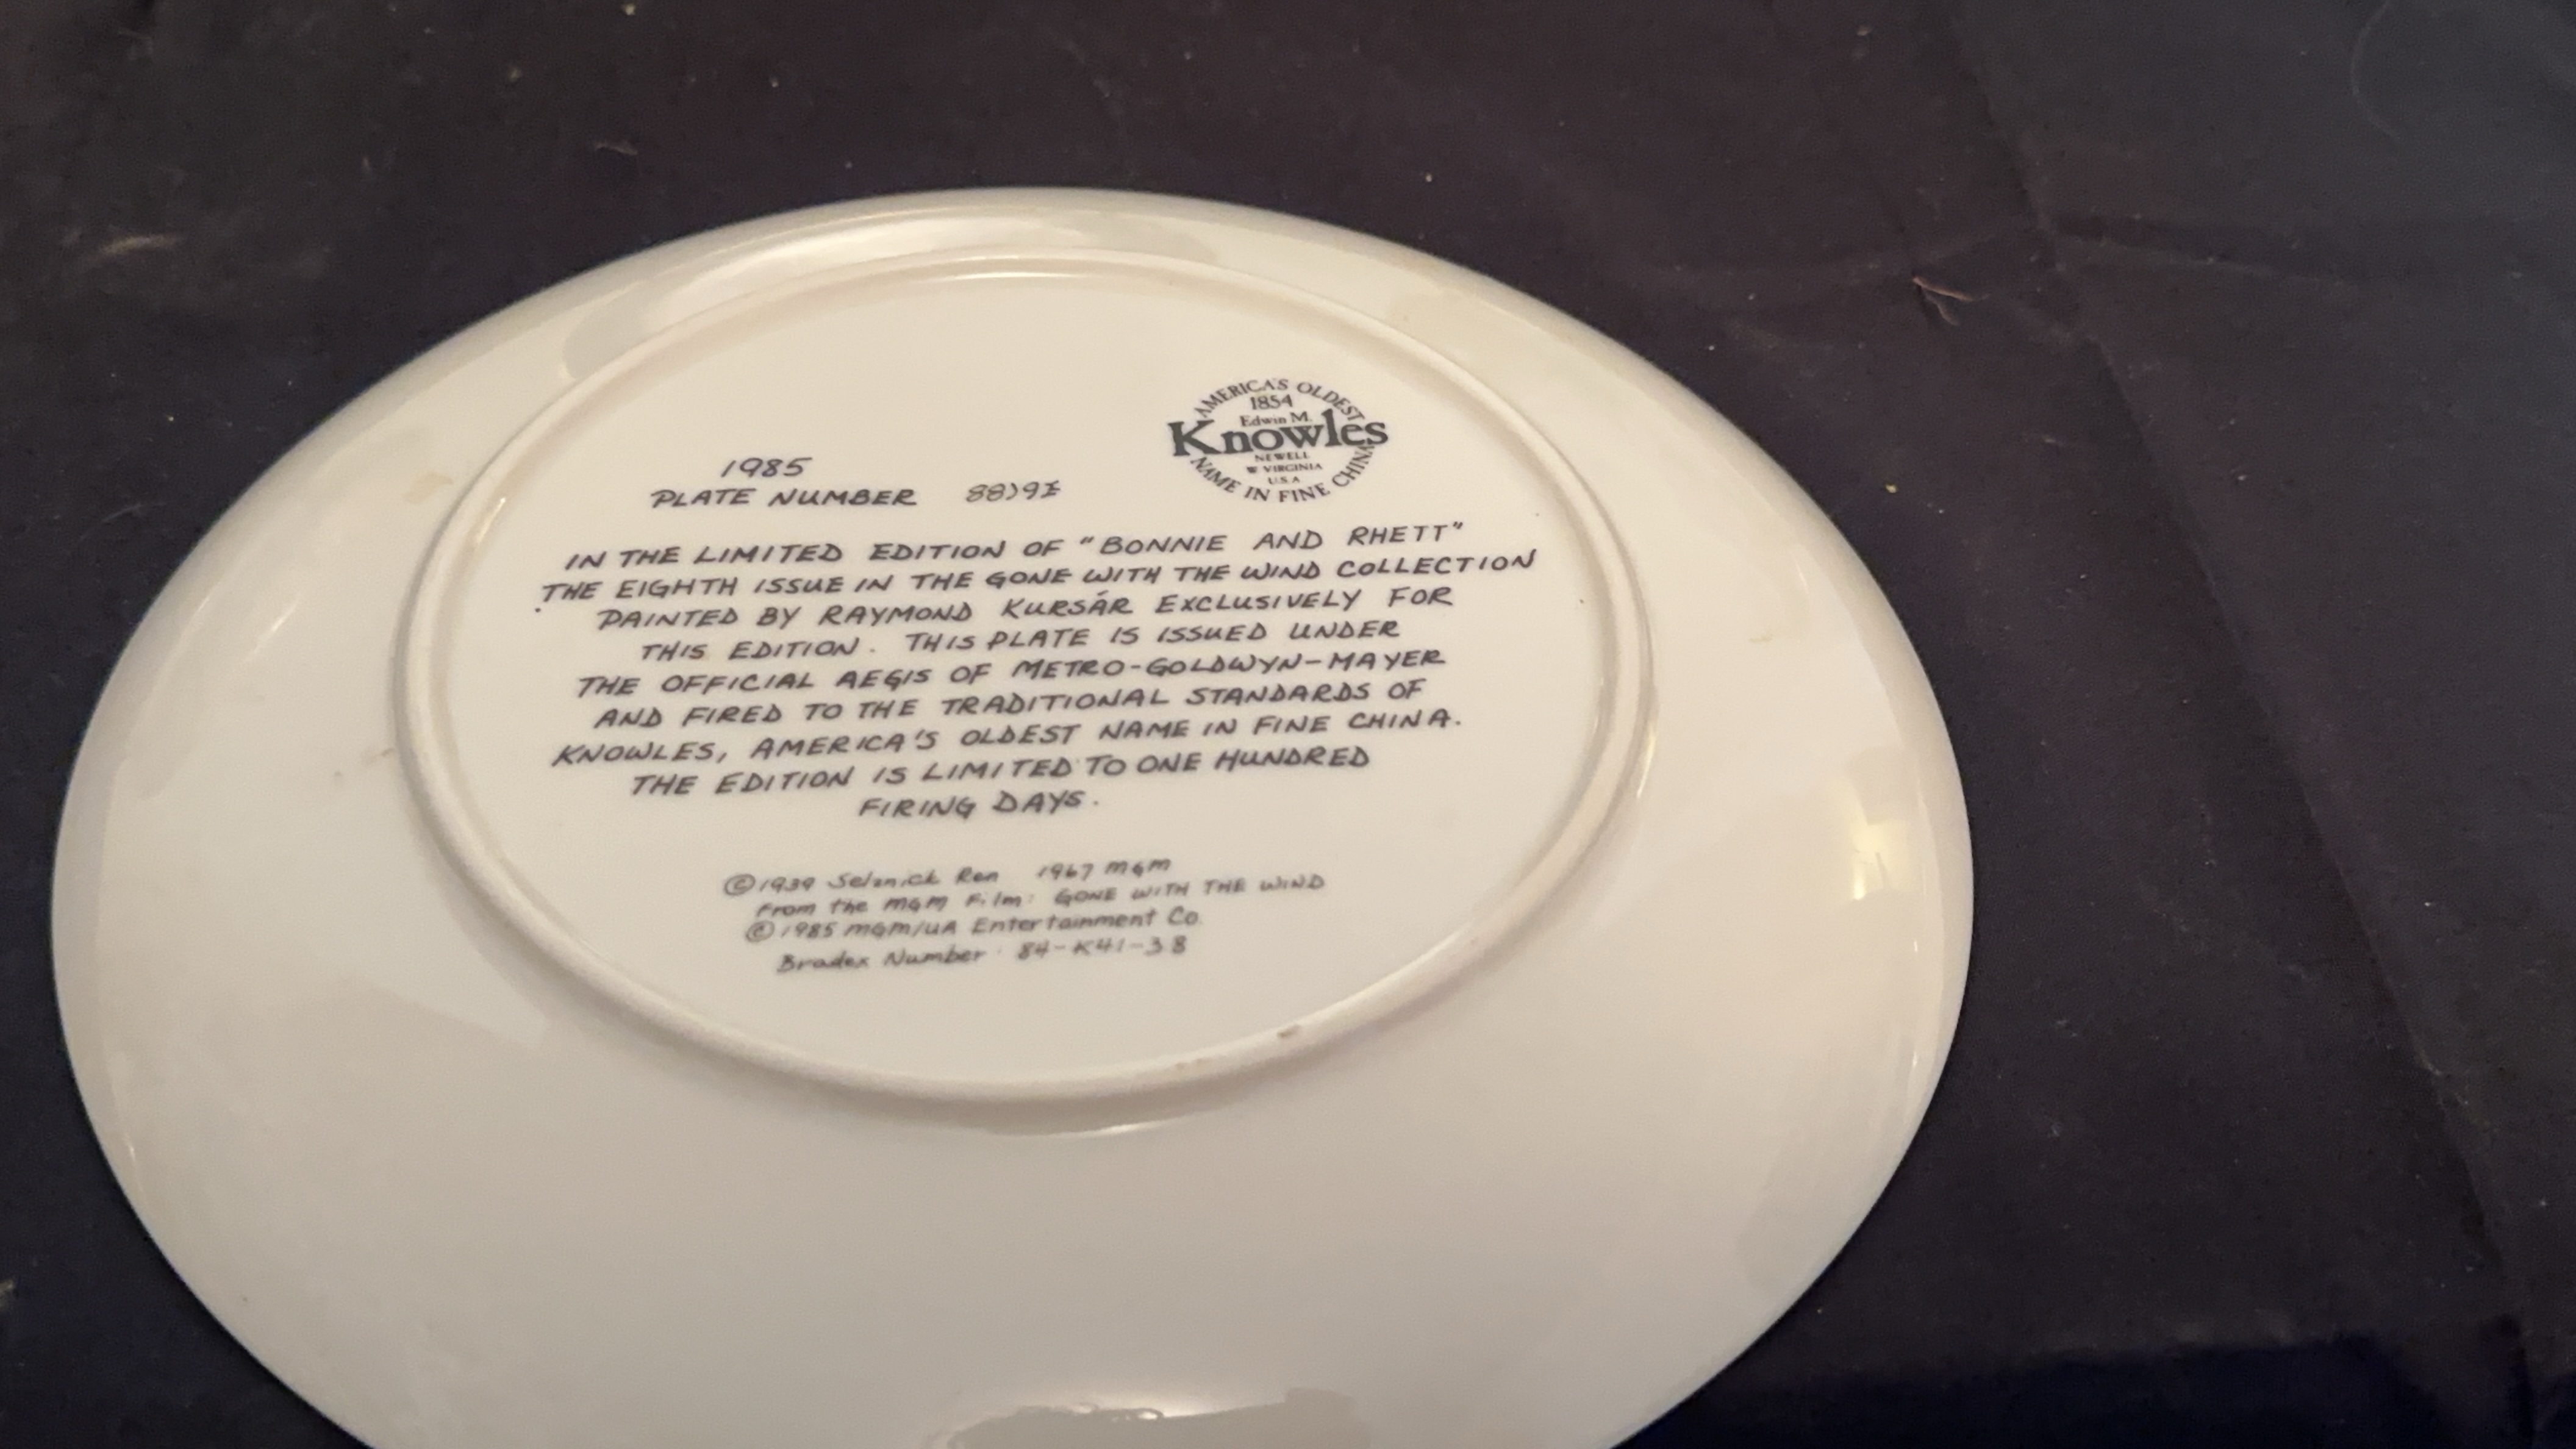 AMERICA'S OLDEST
1854
Edwin M.
Knowles
NEWELL
W VIRGINIA
U.S.A
NAME IN FINE CHINA
1985
PLATE NUMBER
IN THE LIMITED EDITION OF "BONNIE AND RHETT"
THE EIGHTH ISSUE IN THE GONE WITH THE WIND COLLECTION
PAINTED BY RAYMOND KURSÁR EXCLUSIVELY FOR
THIS EDITION. THIS PLATE IS ISSUED UNDER
THE OFFICIAL AEGIS OF METRO-GOLDWYN-MAYER
AND FIRED TO THE TRADITIONAL STANDARDS OF
KNOWLES, AMERICA'S OLDEST NAME IN FINE CHINA.
THE EDITION IS LIMITED TO ONE HUNDRED
FIRING DAYS.
©1939 Selznick Ren 1967 MGM
From the MGM Film: GONE WITH THE WIND
©1985 MGM/UA Entertainment Co.
Bradex Number 84-K41-3 8